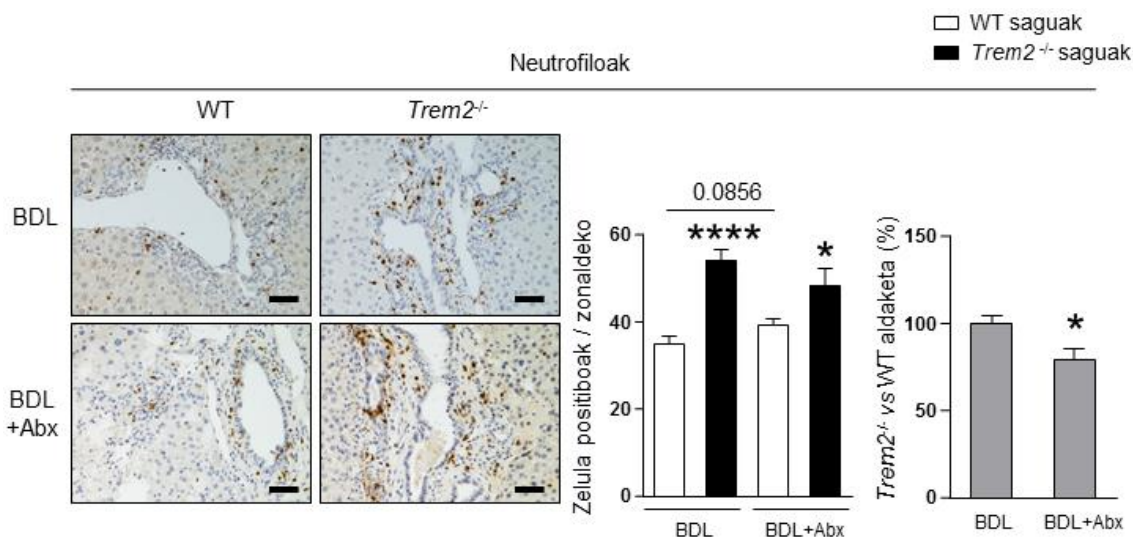 WT saguak
Trem2 -/- saguak
Neutrofiloak
WT
Trem2-/-
BDL
BDL
+Abx
Zelula positiboak / zonaldeko
0.0856
****
*
60
40
20
0
BDL
BDL+Abx
Trem2-/- vs WT aldaketa (%)
150
100
50
0
*
BDL
BDL+Abx